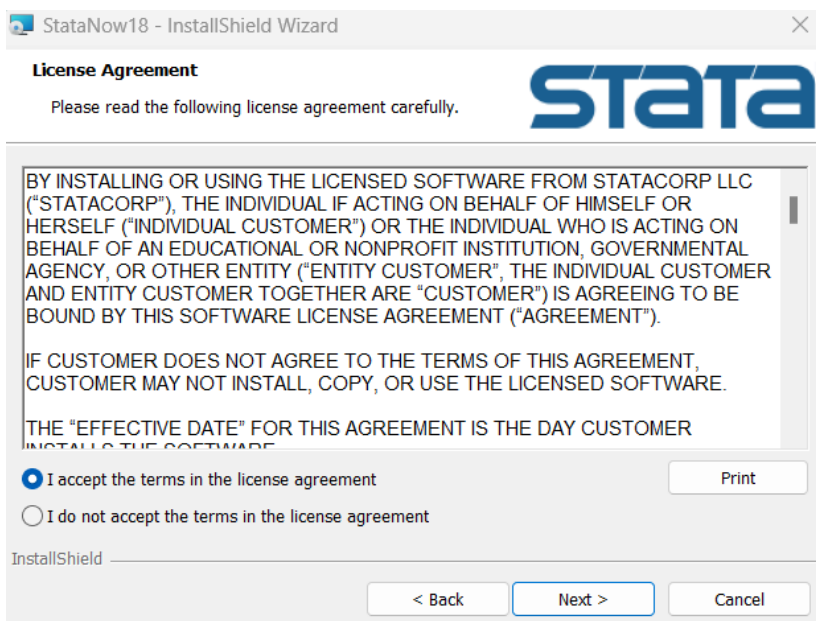 StataNow18 - InstallShield Wizard
License Agreement
Please read the following license agreement carefully.
STATA
BY INSTALLING OR USING THE LICENSED SOFTWARE FROM STATACORP LLC
(“STATACORP”), THE INDIVIDUAL IF ACTING ON BEHALF OF HIMSELF OR
HERSELF (“INDIVIDUAL CUSTOMER”) OR THE INDIVIDUAL WHO IS ACTING ON
BEHALF OF AN EDUCATIONAL OR NONPROFIT INSTITUTION, GOVERNMENTAL
AGENCY, OR OTHER ENTITY (“ENTITY CUSTOMER”, THE INDIVIDUAL CUSTOMER
AND ENTITY CUSTOMER TOGETHER ARE “CUSTOMER”) IS AGREEING TO BE
BOUND BY THIS SOFTWARE LICENSE AGREEMENT (“AGREEMENT”).
IF CUSTOMER DOES NOT AGREE TO THE TERMS OF THIS AGREEMENT,
CUSTOMER MAY NOT INSTALL, COPY, OR USE THE LICENSED SOFTWARE.
THE “EFFECTIVE DATE” FOR THIS AGREEMENT IS THE DAY CUSTOMER
INSTALLS THE SOFTWARE
I accept the terms in the license agreement
Print
I do not accept the terms in the license agreement
InstallShield
< Back
Next >
Cancel